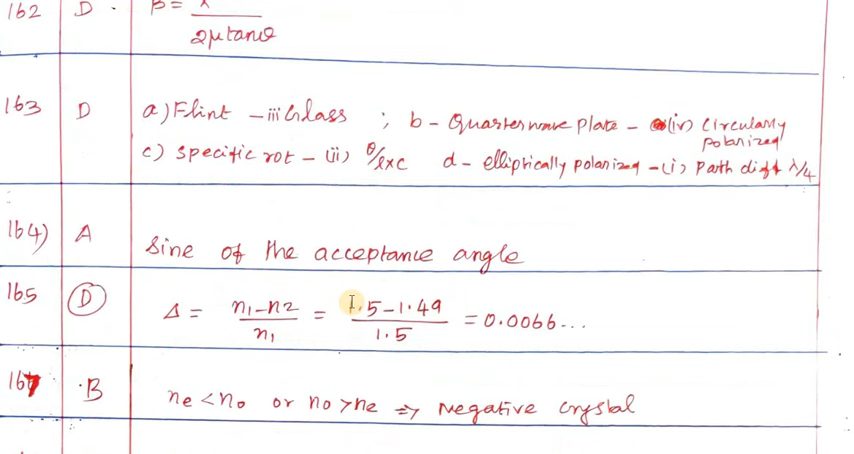 162 D. β = λ
2μtanθ
163 D a) Flint - iii Glass ; b - Quarter wave plate - (iv) Circularly polarized
c) Specific rot - (ii) θ/lxc d - elliptically polarized - (i) Path diff λ/4
164) A Sine of the acceptance angle
165 D Δ = n1-n2/n1 = 1.5-1.49/1.5 = 0.0066...
167 .B ne < no or no > ne ⇒ Negative crystal